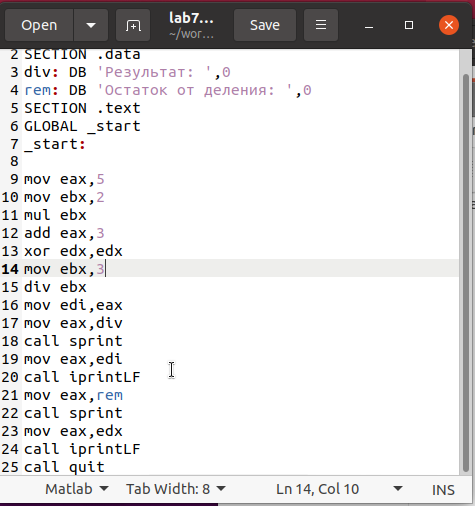 Open
lab7...
~/wor...
Save
2 SECTION .data
3 div: DB 'Результат: ',0
4 rem: DB 'Остаток от деления: ',0
5 SECTION .text
6 GLOBAL _start
7 _start:
8
9 mov eax,5
10 mov ebx,2
11 mul ebx
12 add eax,3
13 xor edx,edx
14 mov ebx,3
15 div ebx
16 mov edi,eax
17 mov eax,div
18 call sprint
19 mov eax,edi
20 call iprintLF
21 mov eax,rem
22 call sprint
23 mov eax,edx
24 call iprintLF
25 call quit
Matlab Tab Width: 8 Ln 14, Col 10 INS